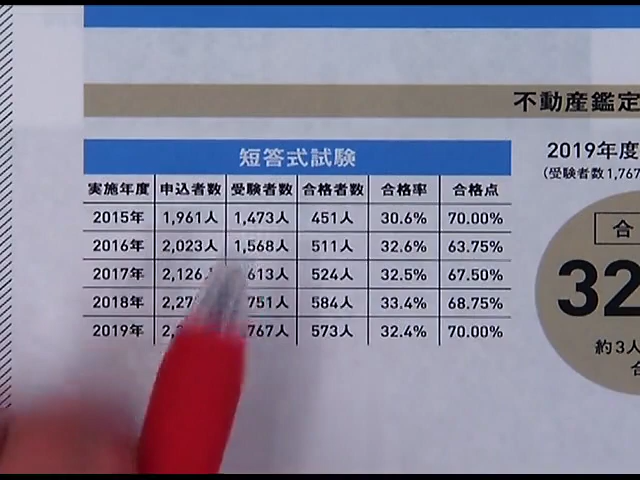 不動産鑑定
短答式試験
実施年度 申込者数 受験者数 合格者数 合格率 合格点
2015年 1,961人 1,473人 451人 30.6% 70.00%
2016年 2,023人 1,568人 511人 32.6% 63.75%
2017年 2,126人 613人 524人 32.5% 67.50%
2018年 2,27 751人 584人 33.4% 68.75%
2019年 2, 767人 573人 32.4% 70.00%
2019年度
(受験者数1,767
合
32
約3人
合